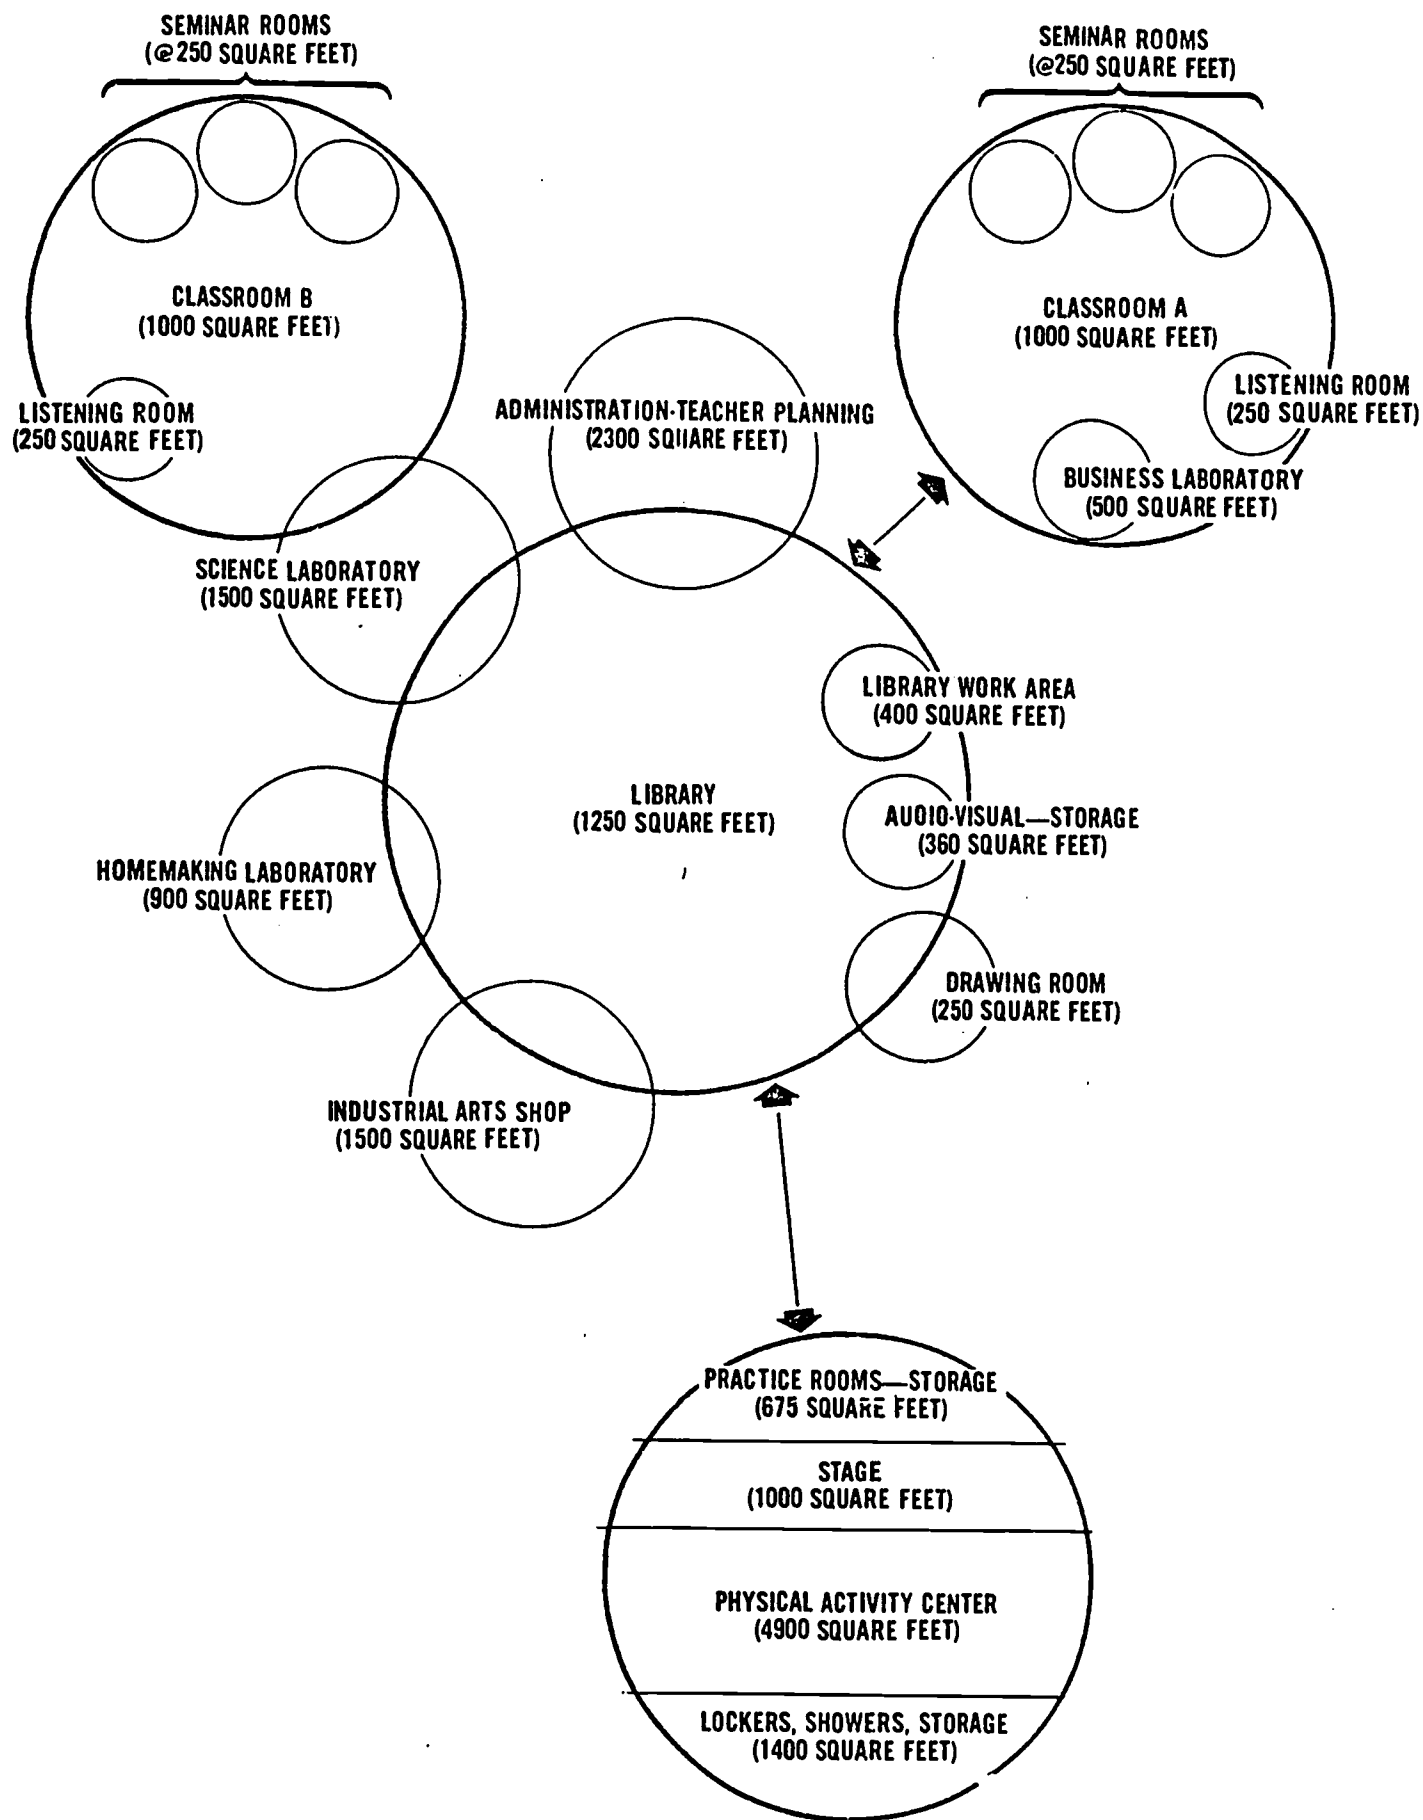 SEMINAR ROOMS
(@250 SQUARE FEET)
SEMINAR ROOMS
(@250 SQUARE FEET)
CLASSROOM B
(1000 SQUARE FEET)
CLASSROOM A
(1000 SQUARE FEET)
LISTENING ROOM
(250 SQUARE FEET)
ADMINISTRATION-TEACHER PLANNING
(2300 SQUARE FEET)
LISTENING ROOM
(250 SQUARE FEET)
BUSINESS LABORATORY
(500 SQUARE FEET)
SCIENCE LABORATORY
(1500 SQUARE FEET)
LIBRARY WORK AREA
(400 SQUARE FEET)
LIBRARY
(1250 SQUARE FEET)
AUDIO-VISUAL—STORAGE
(360 SQUARE FEET)
HOMEMAKING LABORATORY
(900 SQUARE FEET)
DRAWING ROOM
(250 SQUARE FEET)
INDUSTRIAL ARTS SHOP
(1500 SQUARE FEET)
PRACTICE ROOMS—STORAGE
(675 SQUARE FEET)
STAGE
(1000 SQUARE FEET)
PHYSICAL ACTIVITY CENTER
(4900 SQUARE FEET)
LOCKERS, SHOWERS, STORAGE
(1400 SQUARE FEET)